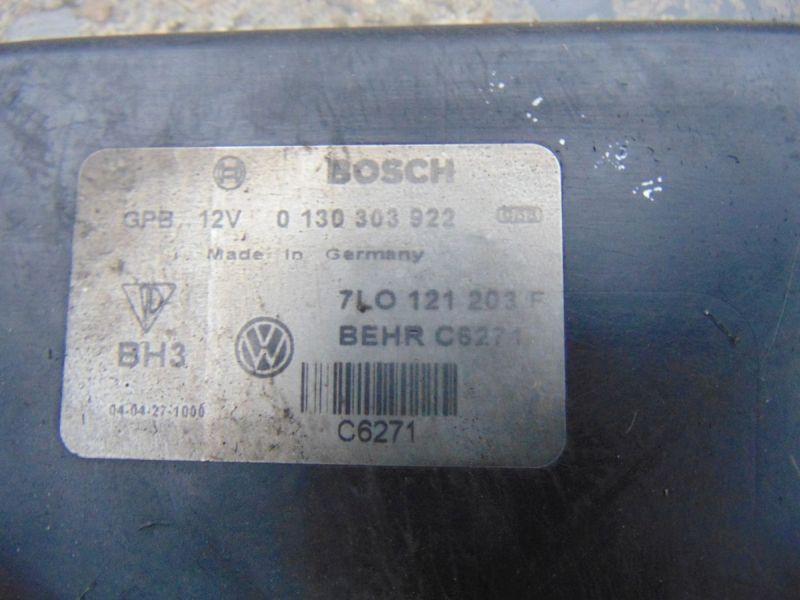 BOSCH
GPB 12V 0 130 303 922
Made in Germany
7LO 121 203 F
BH3 BEHR C6271
04-04-27-1000
C6271